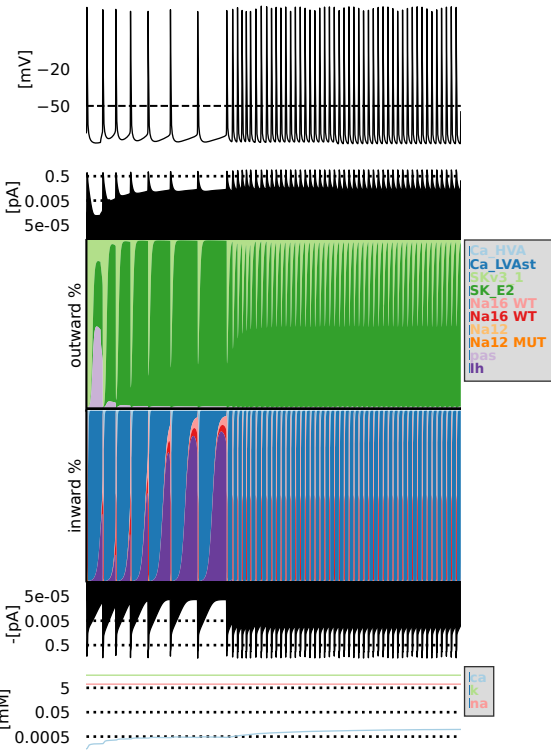 [mV]
−20
−50
[pA]
0.5
0.005
5e-05
outward %
Ca_HVA
Ca_LVAst
SKv3_1
SK_E2
Na16 WT
Na16 WT
Na12
Na12 MUT
pas
Ih
inward %
-[pA]
5e-05
0.005
0.5
[mM]
5
0.05
0.0005
ca
k
na